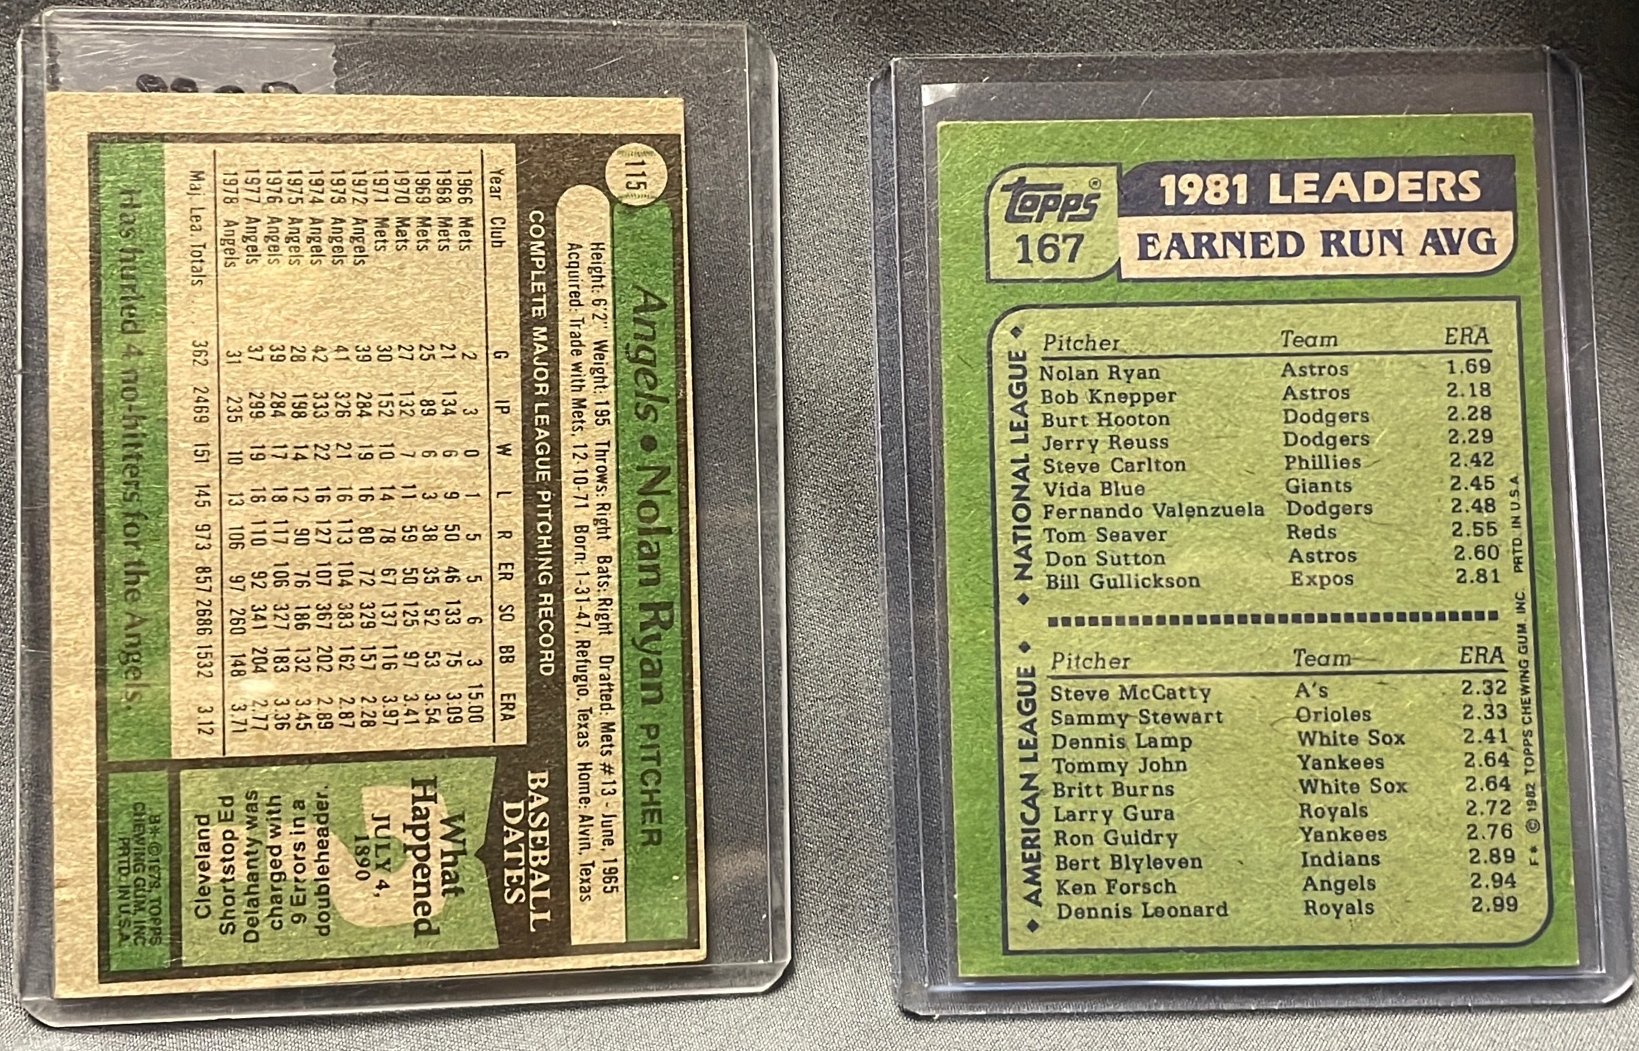 115
Angels • Nolan Ryan PITCHER
Height: 6'2" Weight: 195 Throws: Right Bats: Right Drafted: Mets #13 - June, 1965
Acquired: Trade with Mets, 12-10-71 Born: 1-31-47, Refugio, Texas Home: Alvin, Texas
COMPLETE MAJOR LEAGUE PITCHING RECORD
Year Club G IP W L R ER SO BB ERA
1966 Mets 2 3 0 1 5 5 6 3 15.00
1968 Mets 21 134 6 9 50 46 133 75 3.09
1969 Mets 25 89 6 3 38 35 92 53 3.54
1970 Mets 27 132 7 11 59 50 125 97 3.41
1971 Mets 30 152 10 14 78 67 137 116 3.97
1972 Angels 39 284 19 16 80 72 329 157 2.28
1973 Angels 41 326 21 16 113 104 383 162 2.87
1974 Angels 42 333 22 16 127 107 367 202 2.89
1975 Angels 28 198 14 12 90 76 186 132 3.45
1976 Angels 39 284 17 18 117 106 327 183 3.36
1977 Angels 37 299 19 16 110 92 341 204 2.77
1978 Angels 31 235 10 13 106 97 260 148 3.71
Maj. Lea Totals . . . 362 2469 151 145 973 857 2686 1532 3.12
Has hurled 4 no-hitters for the Angels.
BASEBALL
DATES
What
Happened
JULY 4,
1890
Cleveland
Shortstop Ed
Delahanty was
charged with
9 Errors in a
doubleheader.
B* © 1978, TOPPS
CHEWING GUM, INC.
PRTD. IN U.S.A.
topps®
167
1981 LEADERS
EARNED RUN AVG
◆ NATIONAL LEAGUE ◆
Pitcher Team ERA
Nolan Ryan Astros 1.69
Bob Knepper Astros 2.18
Burt Hooton Dodgers 2.28
Jerry Reuss Dodgers 2.29
Steve Carlton Phillies 2.42
Vida Blue Giants 2.45
Fernando Valenzuela Dodgers 2.48
Tom Seaver Reds 2.55
Don Sutton Astros 2.60
Bill Gullickson Expos 2.81
◆ AMERICAN LEAGUE ◆
Pitcher Team ERA
Steve McCatty A's 2.32
Sammy Stewart Orioles 2.33
Dennis Lamp White Sox 2.41
Tommy John Yankees 2.64
Britt Burns White Sox 2.64
Larry Gura Royals 2.72
Ron Guidry Yankees 2.76
Bert Blyleven Indians 2.89
Ken Forsch Angels 2.94
Dennis Leonard Royals 2.99
F* © 1982 TOPPS CHEWING GUM, INC. PRTD. IN U.S.A.